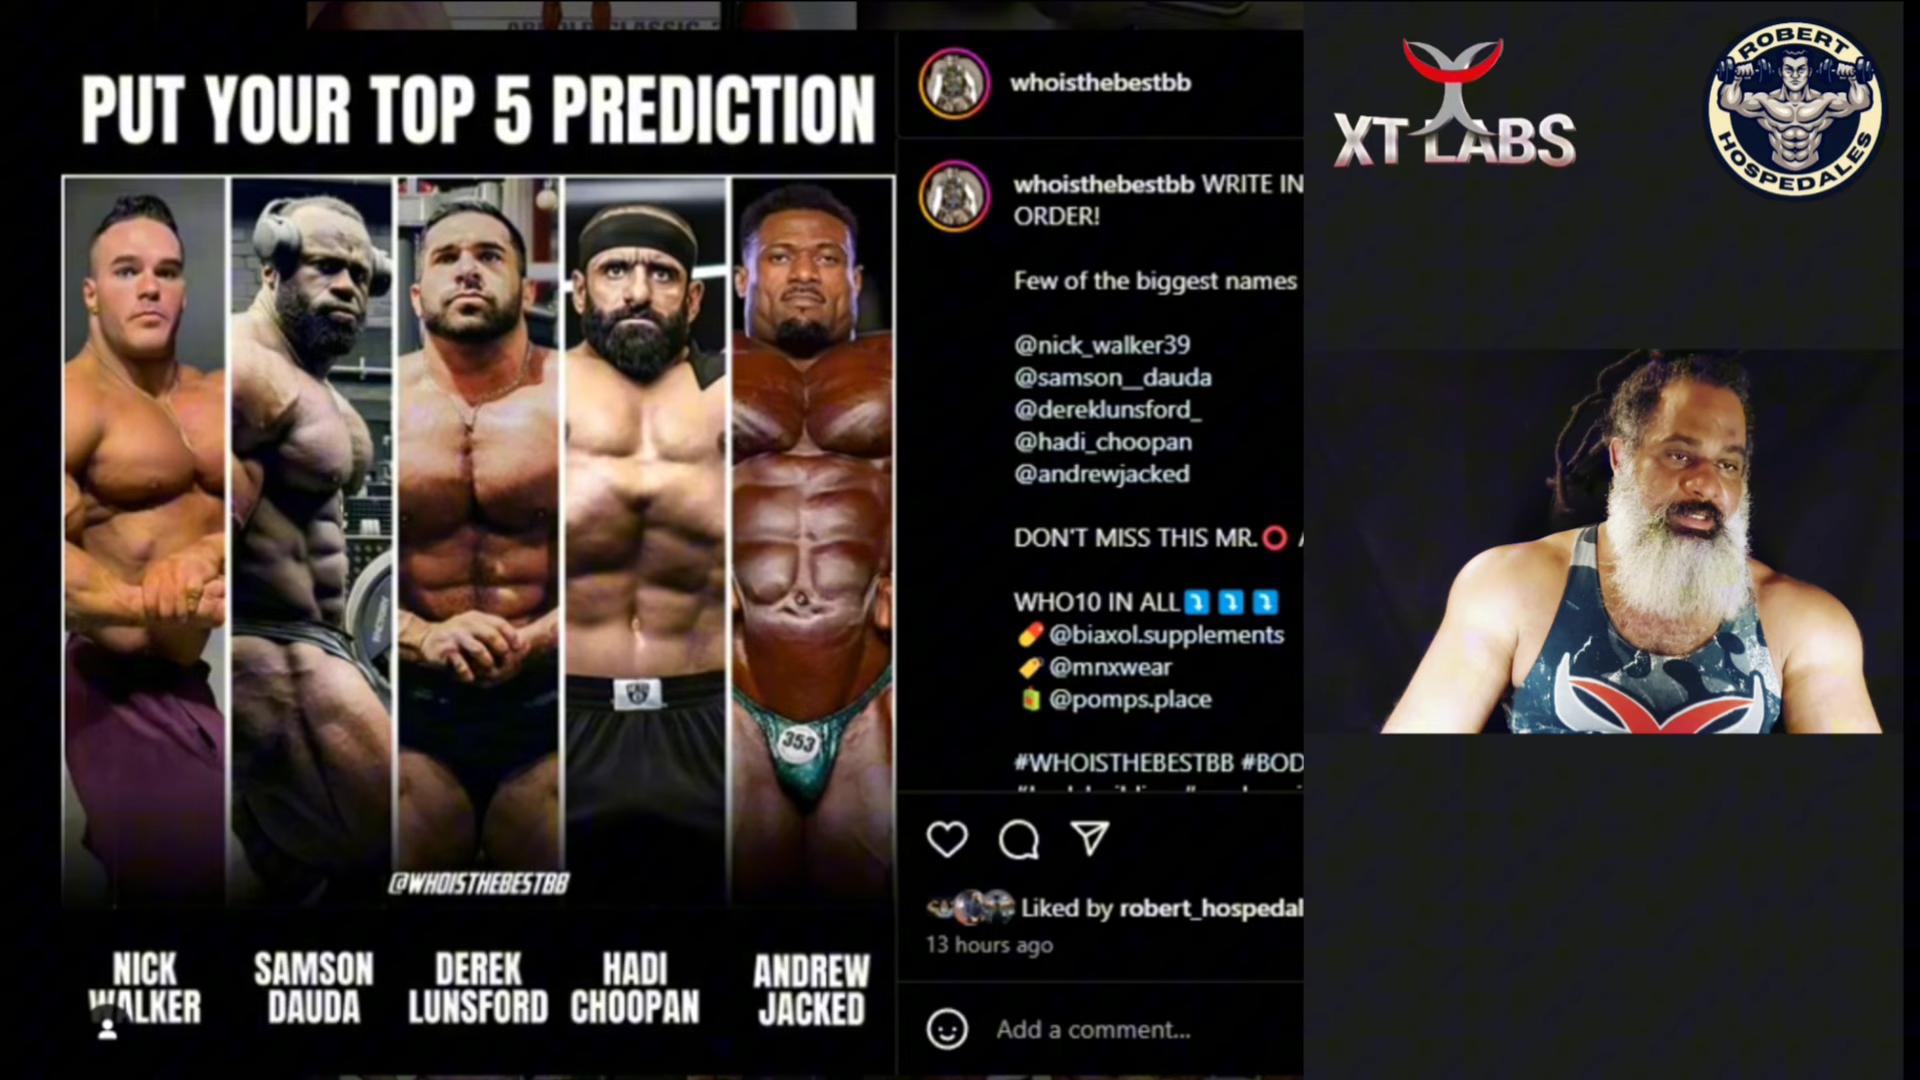 PUT YOUR TOP 5 PREDICTION
353
@WHOISTHEBESTBB
NICK
WALKER
SAMSON
DAUDA
DEREK
LUNSFORD
HADI
CHOOPAN
ANDREW
JACKED
whoisthebestbb
whoisthebestbb WRITE IN
ORDER!
Few of the biggest names
@nick_walker39
@samson__dauda
@dereklunsford_
@hadi_choopan
@andrewjacked
DON'T MISS THIS MR.⭕
WHO10 IN ALL⤵️⤵️⤵️
💊 @biaxol.supplements
🏷️ @mnxwear
🧃 @pomps.place
#WHOISTHEBESTBB #BOD
Liked by robert_hospedal
13 hours ago
Add a comment...
XT LABS
ROBERT
HOSPEDALES